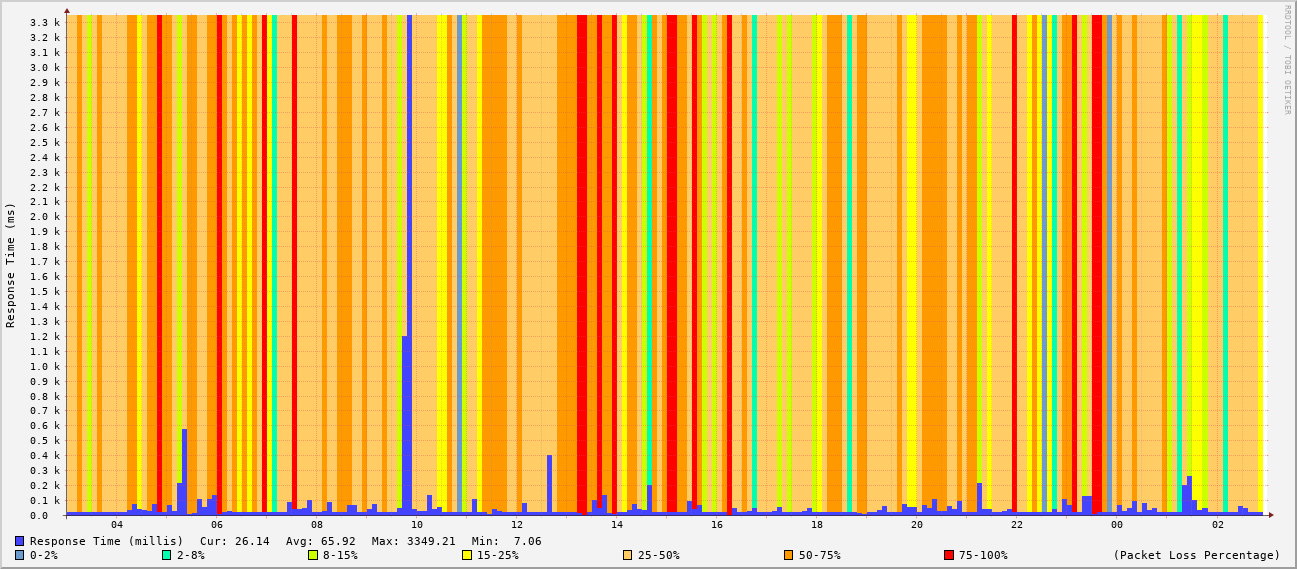 3.3 k
3.2 k
3.1 k
3.0 k
2.9 k
2.8 k
2.7 k
2.6 k
2.5 k
2.4 k
2.3 k
2.2 k
2.1 k
2.0 k
1.9 k
1.8 k
1.7 k
1.6 k
1.5 k
1.4 k
1.3 k
1.2 k
1.1 k
1.0 k
0.9 k
0.8 k
0.7 k
0.6 k
0.5 k
0.4 k
0.3 k
0.2 k
0.1 k
0.0
Response Time (ms)
RRDTOOL / TOBI OETIKER
04 06 08 10 12 14 16 18 20 22 00 02
Response Time (millis) Cur: 26.14 Avg: 65.92 Max: 3349.21 Min: 7.06
0-2% 2-8% 8-15% 15-25% 25-50% 50-75% 75-100% (Packet Loss Percentage)